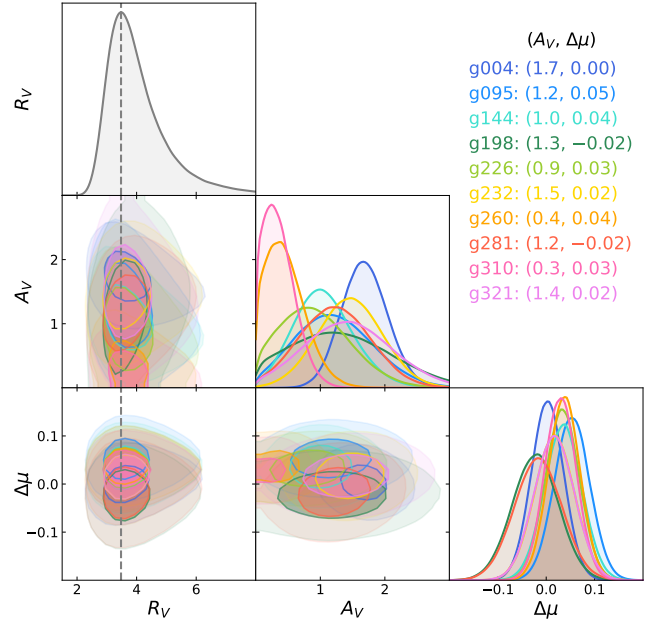 (A_V, Δμ)
g004: (1.7, 0.00)
g095: (1.2, 0.05)
g144: (1.0, 0.04)
g198: (1.3, −0.02)
g226: (0.9, 0.03)
g232: (1.5, 0.02)
g260: (0.4, 0.04)
g281: (1.2, −0.02)
g310: (0.3, 0.03)
g321: (1.4, 0.02)
R_V
A_V
2
1
Δμ
0.1
0.0
−0.1
2 4 6
1 2
−0.1 0.0 0.1
R_V
A_V
Δμ